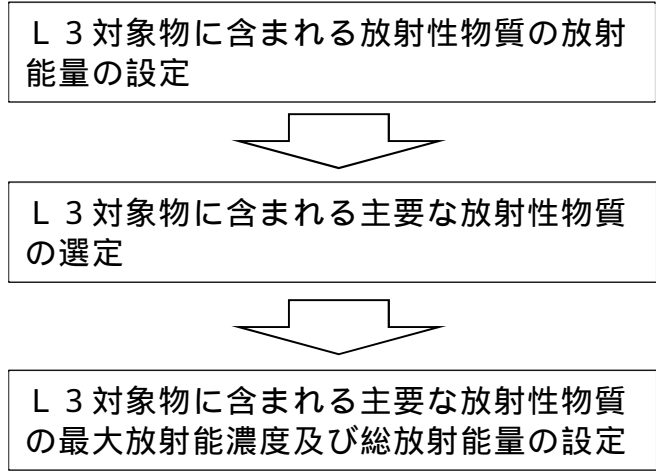 Ｌ３対象物に含まれる放射性物質の放射
能量の設定
Ｌ３対象物に含まれる主要な放射性物質
の選定
Ｌ３対象物に含まれる主要な放射性物質
の最大放射能濃度及び総放射能量の設定